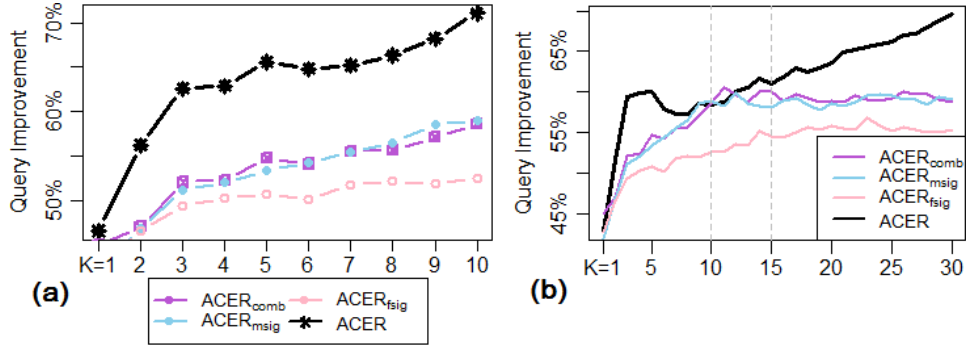 Query Improvement
70%
60%
50%
K=1 2 3 4 5 6 7 8 9 10
(a)
ACERcomb ACERfsig
ACERmsig ACER
Query Improvement
65%
55%
45%
ACERcomb
ACERmsig
ACERfsig
ACER
K=1 5 10 15 20 25 30
(b)